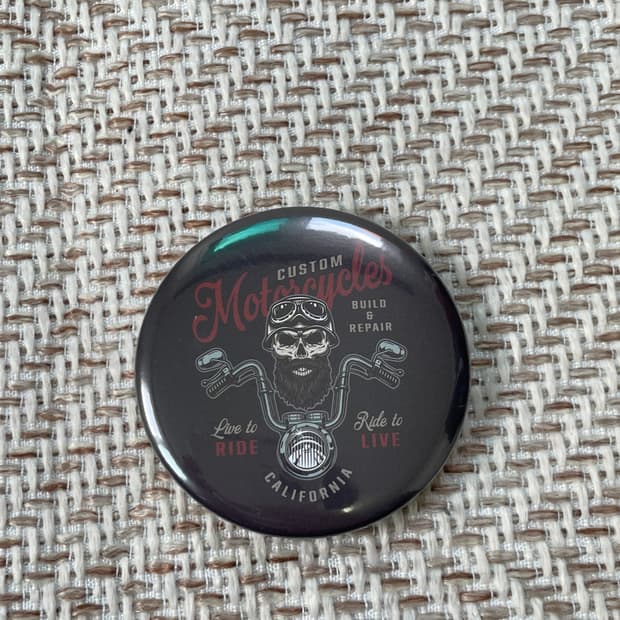 CUSTOM
Motorcycles
BUILD
&
REPAIR
Live to
RIDE
Ride to
LIVE
CALIFORNIA